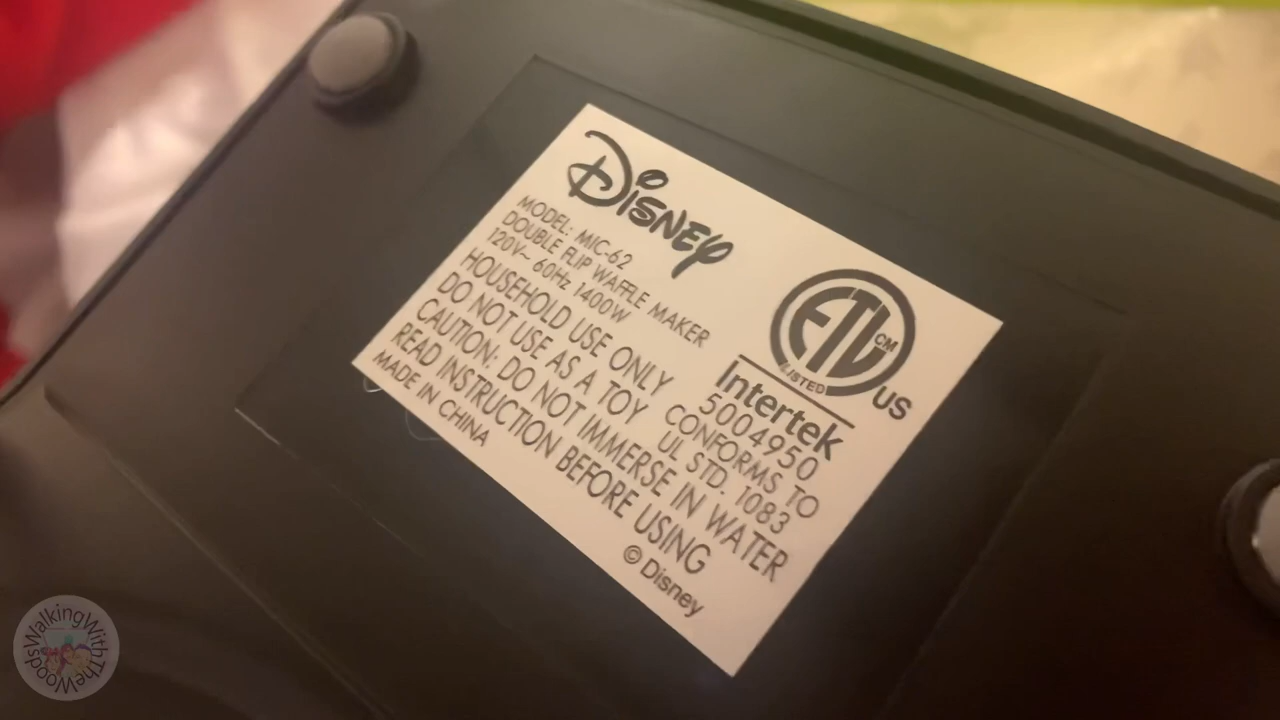 Disney
MODEL: MIC-62
DOUBLE FLIP WAFFLE MAKER
120V~ 60Hz 1400W
HOUSEHOLD USE ONLY
DO NOT USE AS A TOY
CAUTION: DO NOT IMMERSE IN WATER
READ INSTRUCTION BEFORE USING
MADE IN CHINA
ETL
CM
LISTED
US
Intertek
5004950
CONFORMS TO
UL STD. 1083
© Disney
WalkingWithTheWoods